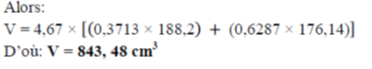 Alors:
V = 4,67 × [(0,3713 × 188,2) + (0,6287 × 176,14)]
D'où: V = 843, 48 cm³